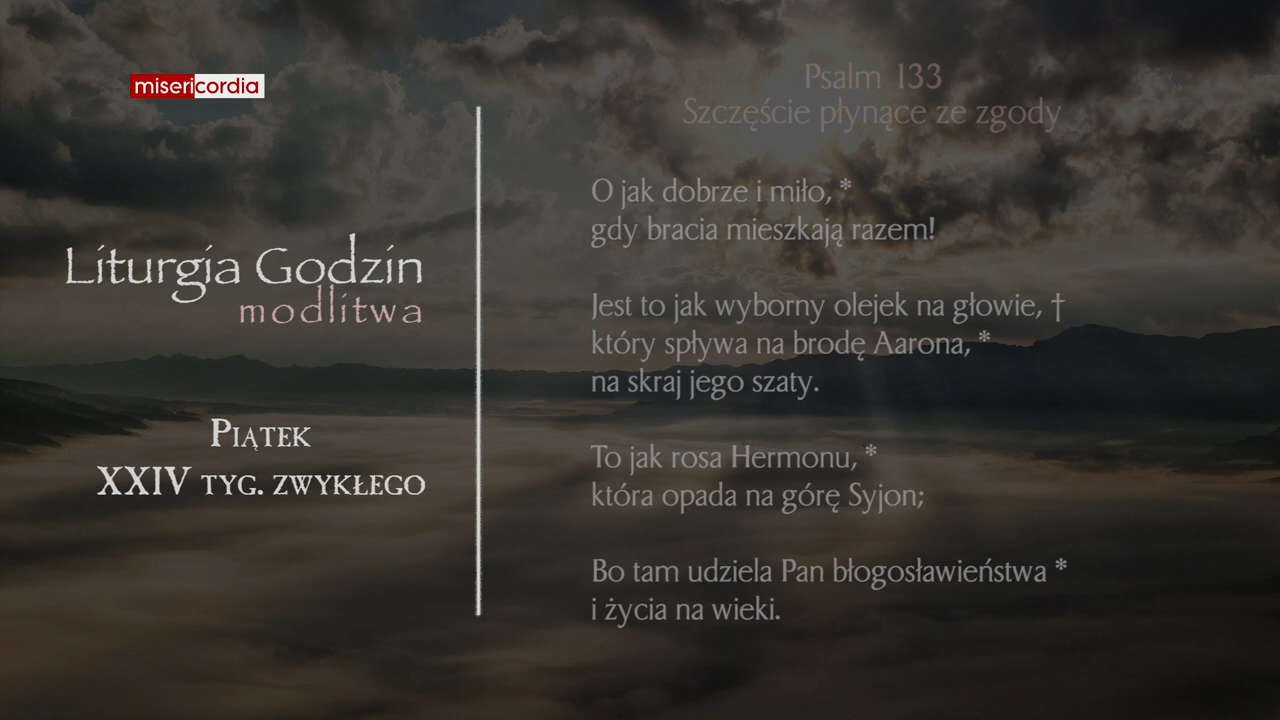 misericordia
Liturgia Godzin
modlitwa
Piątek
XXIV tyg. zwykłego
Psalm 133
Szczęście płynące ze zgody
O jak dobrze i miło, *
gdy bracia mieszkają razem!
Jest to jak wyborny olejek na głowie, †
który spływa na brodę Aarona, *
na skraj jego szaty.
To jak rosa Hermonu, *
która opada na górę Syjon;
Bo tam udziela Pan błogosławieństwa *
i życia na wieki.